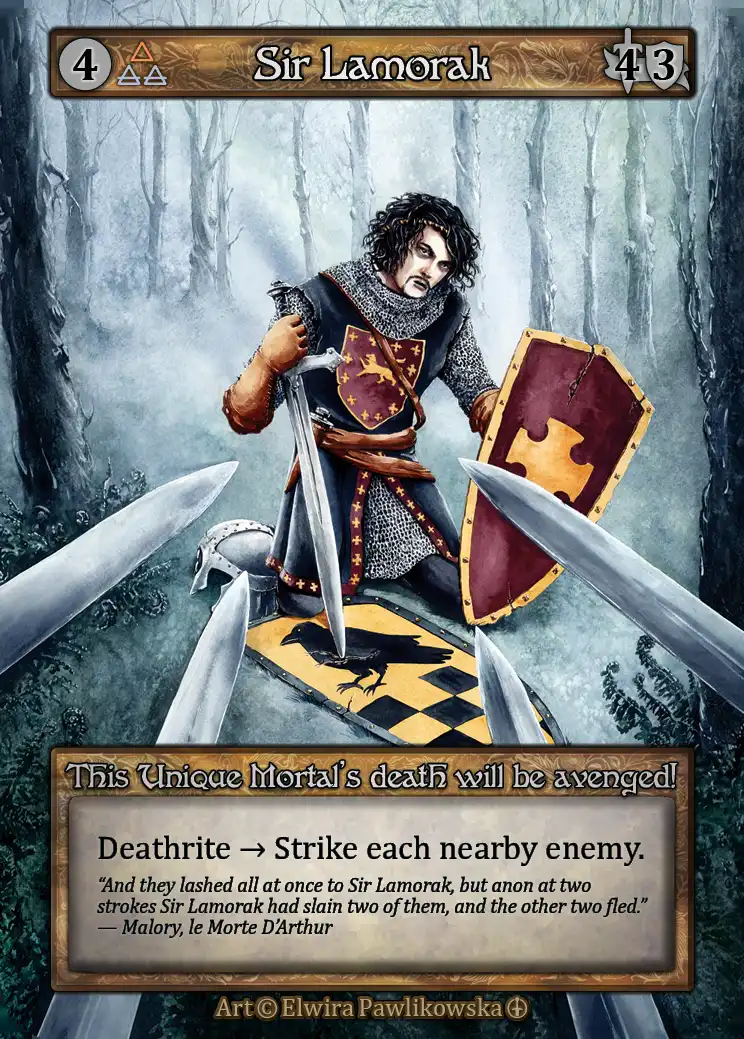 4 Sir Lamorak 4 3
This Unique Mortal's death will be avenged!
Deathrite → Strike each nearby enemy.
“And they lashed all at once to Sir Lamorak, but anon at two
strokes Sir Lamorak had slain two of them, and the other two fled.”
— Malory, le Morte D’Arthur
Art © Elwira Pawlikowska